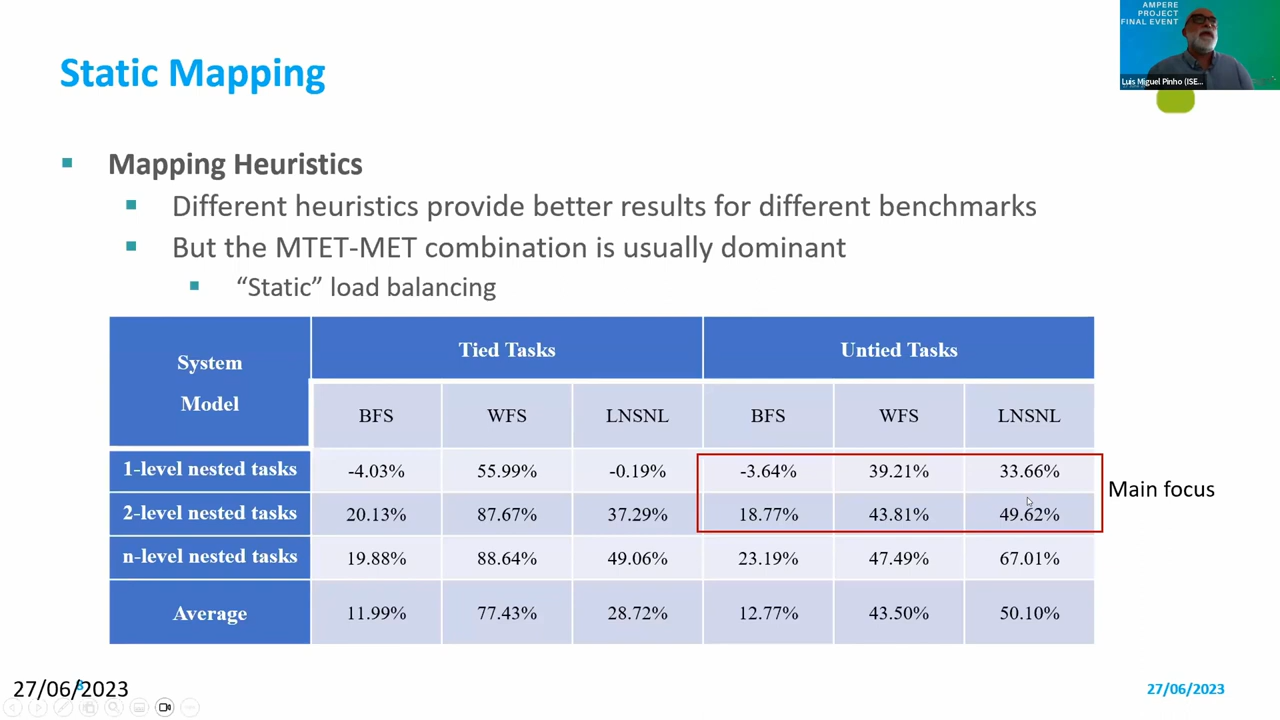 AMPERE
PROJECT
FINAL EVENT
Luis Miguel Pinho (ISE...
Static Mapping
Mapping Heuristics
Different heuristics provide better results for different benchmarks
But the MTET-MET combination is usually dominant
“Static” load balancing
System Model Tied Tasks Untied Tasks
BFS WFS LNSNL BFS WFS LNSNL
1-level nested tasks -4.03% 55.99% -0.19% -3.64% 39.21% 33.66%
Main focus
2-level nested tasks 20.13% 87.67% 37.29% 18.77% 43.81% 49.62%
n-level nested tasks 19.88% 88.64% 49.06% 23.19% 47.49% 67.01%
Average 11.99% 77.43% 28.72% 12.77% 43.50% 50.10%
27/06/2023
27/06/2023